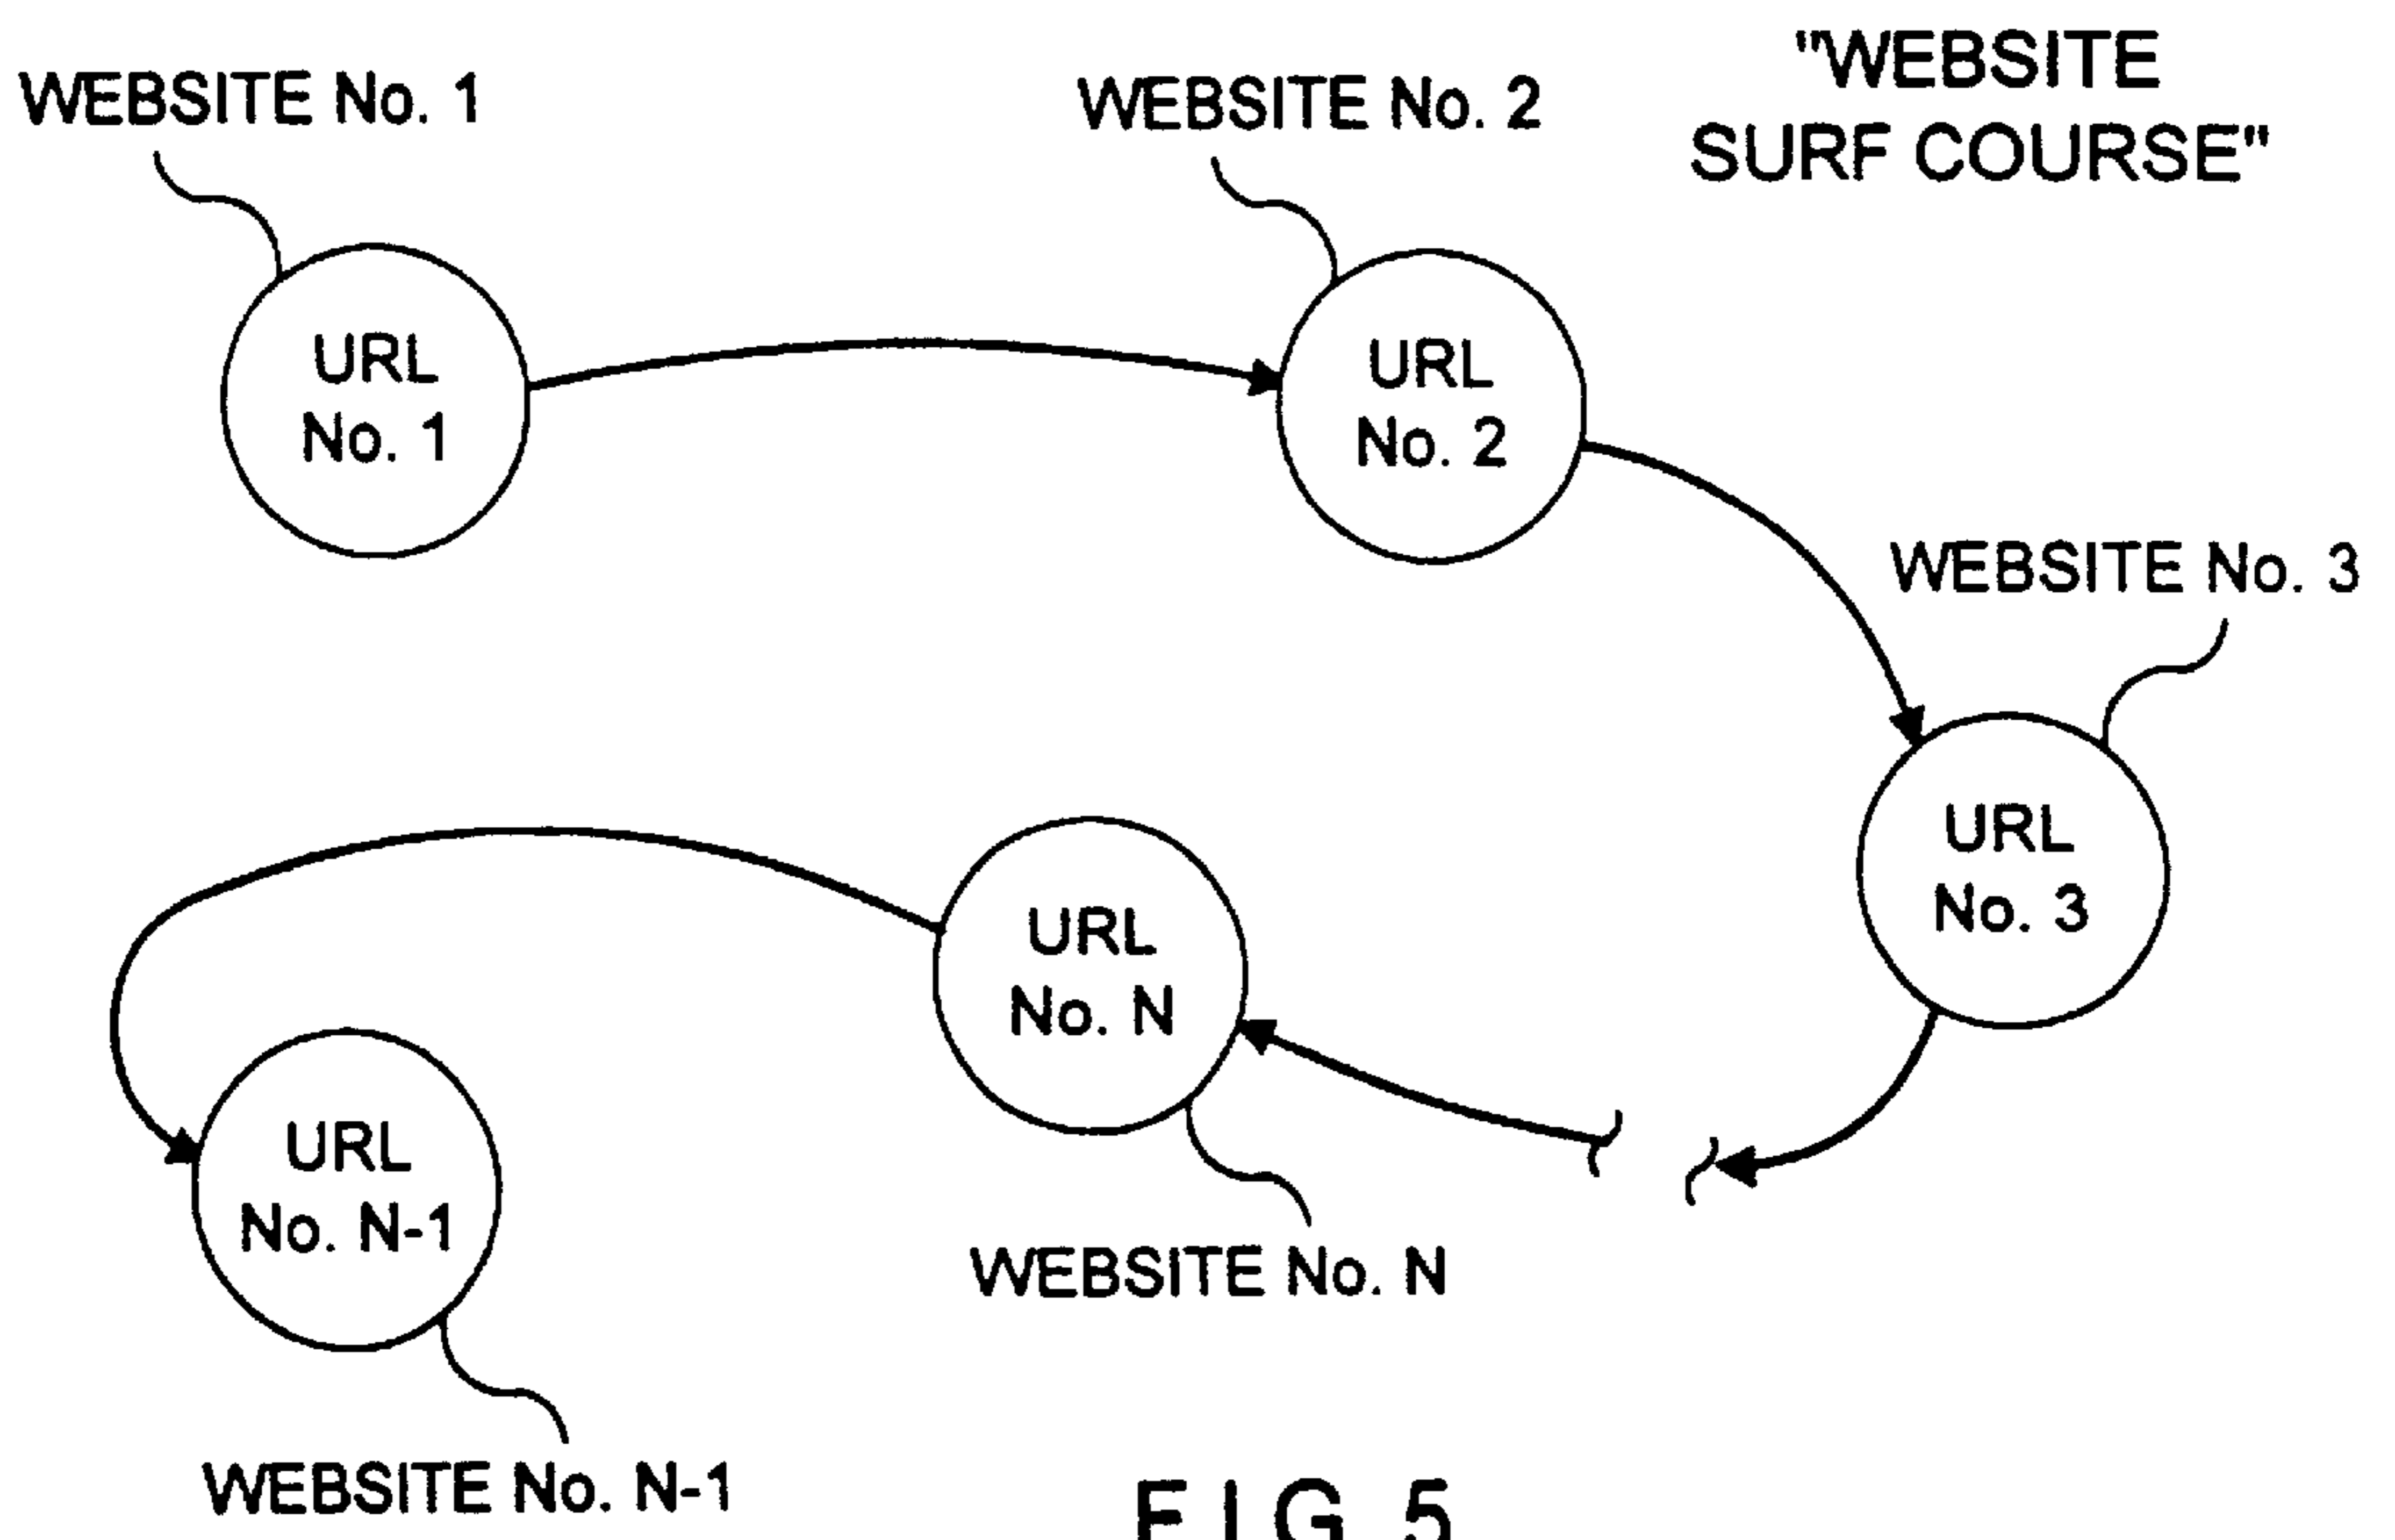 "WEBSITE
SURF COURSE"
WEBSITE No. 1
URL
No. 1
WEBSITE No. 2
URL
No. 2
WEBSITE No. 3
URL
No. 3
URL
No. N
WEBSITE No. N
URL
No. N-1
WEBSITE No. N-1
FIG 5